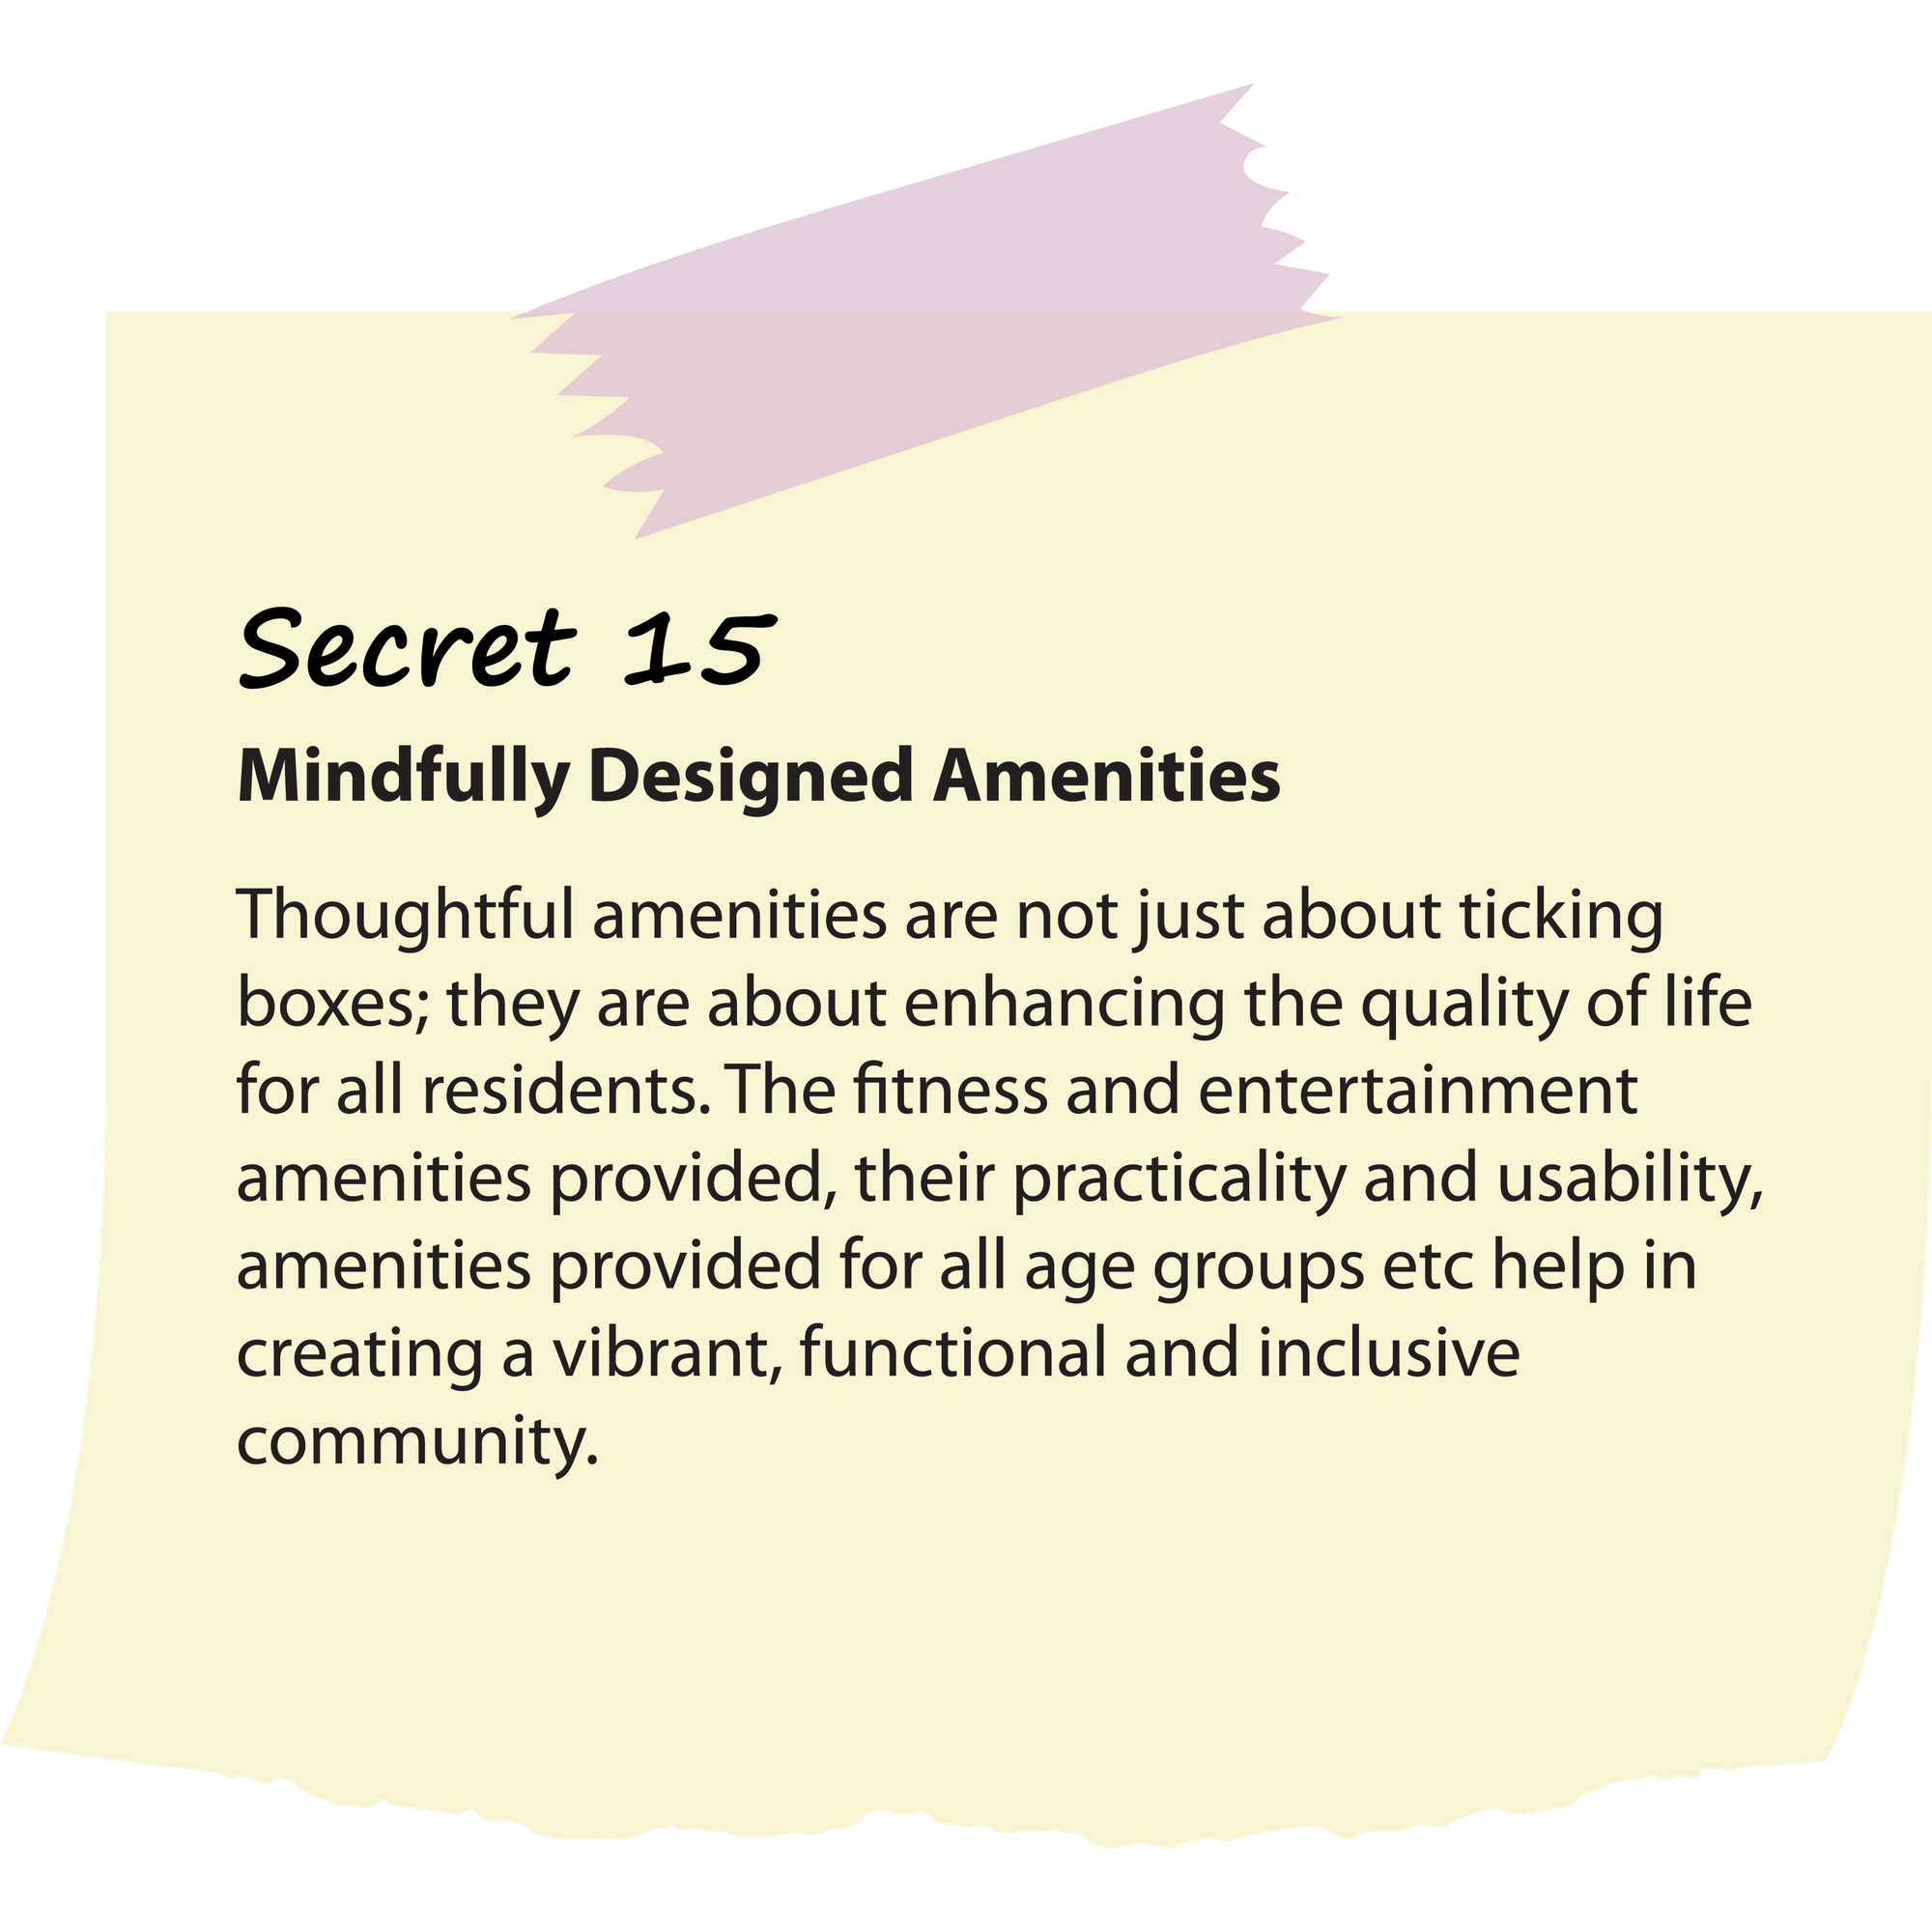 Secret 15
Mindfully Designed Amenities
Thoughtful amenities are not just about ticking
boxes; they are about enhancing the quality of life
for all residents. The fitness and entertainment
amenities provided, their practicality and usability,
amenities provided for all age groups etc help in
creating a vibrant, functional and inclusive
community.